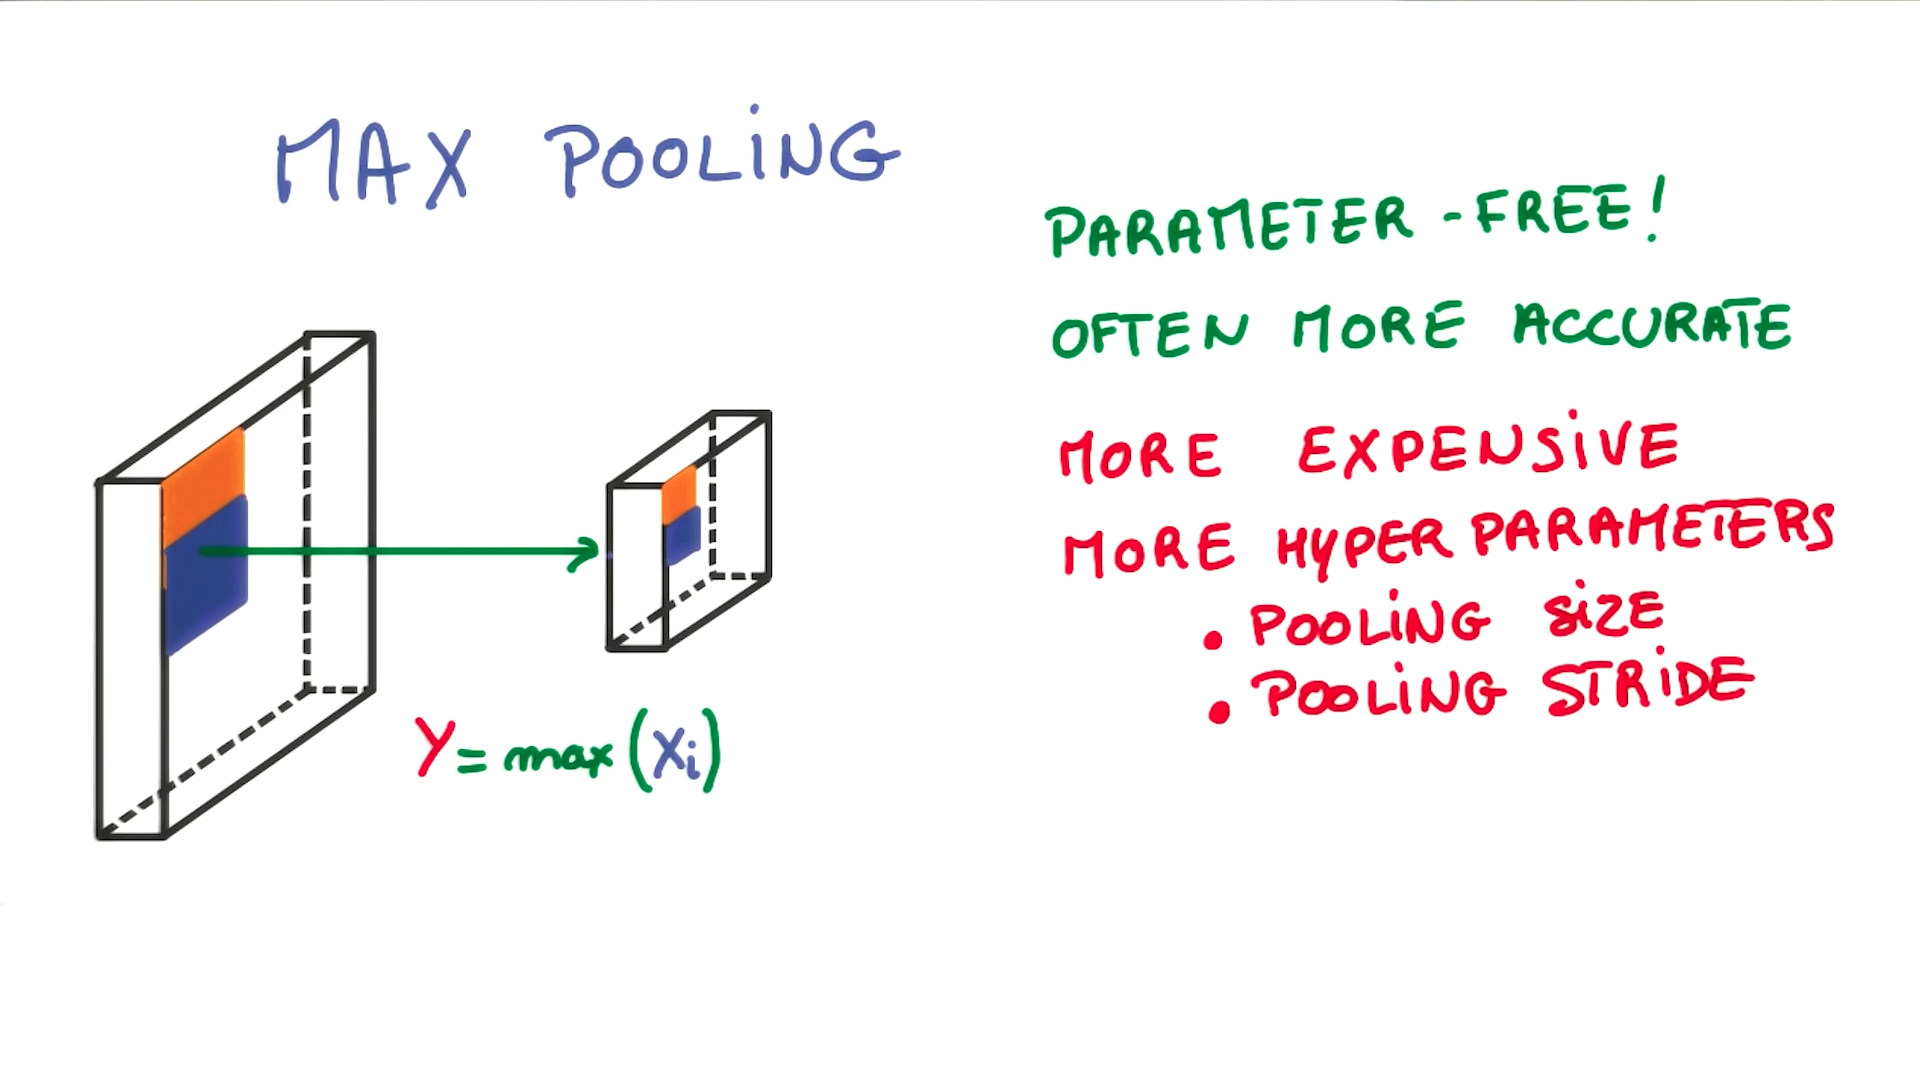 MAX POOLING
PARAMETER-FREE!
OFTEN MORE ACCURATE
MORE EXPENSIVE
MORE HYPER PARAMETERS
• POOLING SIZE
• POOLING STRIDE
Y = max(Xi)